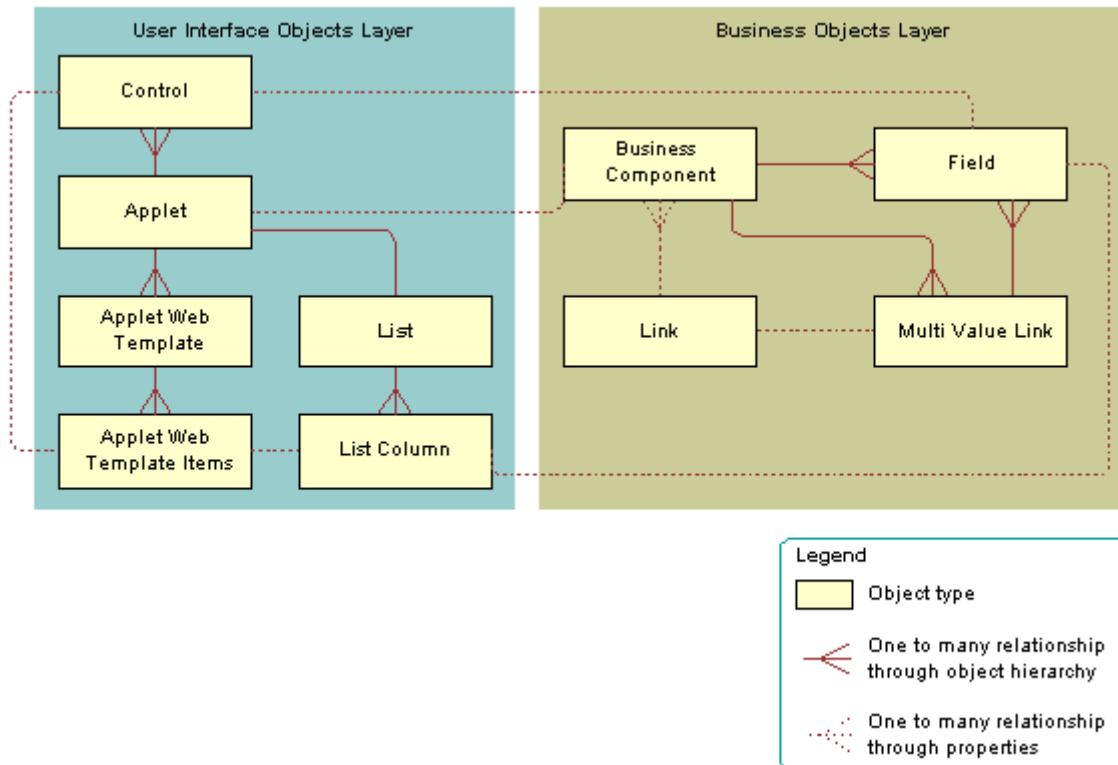 User Interface Objects Layer
Business Objects Layer
Control
Business
Component
Field
Applet
Applet Web
Template
List
Link
Multi Value Link
Applet Web
Template Items
List Column
Legend
Object type
One to many relationship
through object hierarchy
One to many relationship
through properties